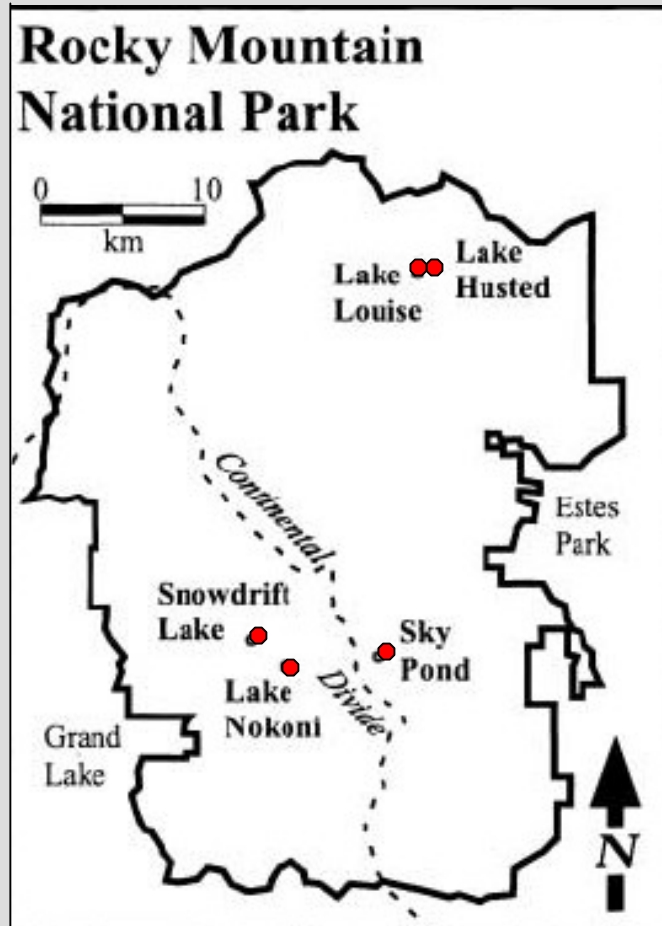 Rocky Mountain
National Park
0 10
km
Lake
Louise
Lake
Husted
Continental
Divide
Estes
Park
Snowdrift
Lake
Lake
Nokoni
Sky
Pond
Grand
Lake
N